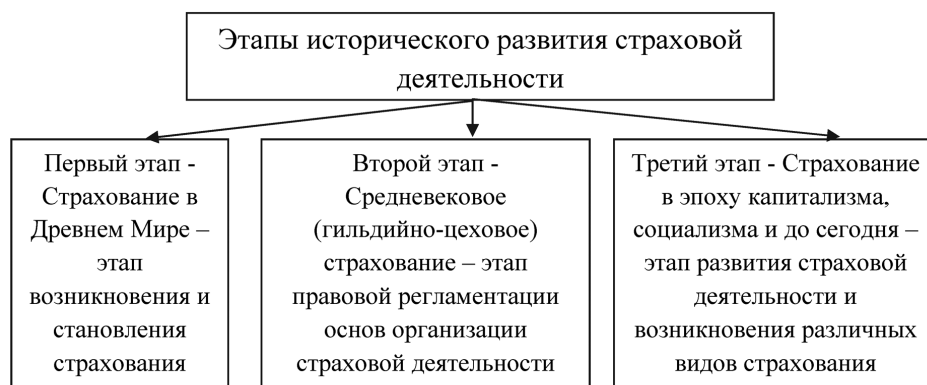 Этапы исторического развития страховой
деятельности
Первый этап -
Страхование в
Древнем Мире –
этап
возникновения и
становления
страхования
Второй этап -
Средневековое
(гильдийно-цеховое)
страхование – этап
правовой регламентации
основ организации
страховой деятельности
Третий этап - Страхование
в эпоху капитализма,
социализма и до сегодня –
этап развития страховой
деятельности и
возникновения различных
видов страхования